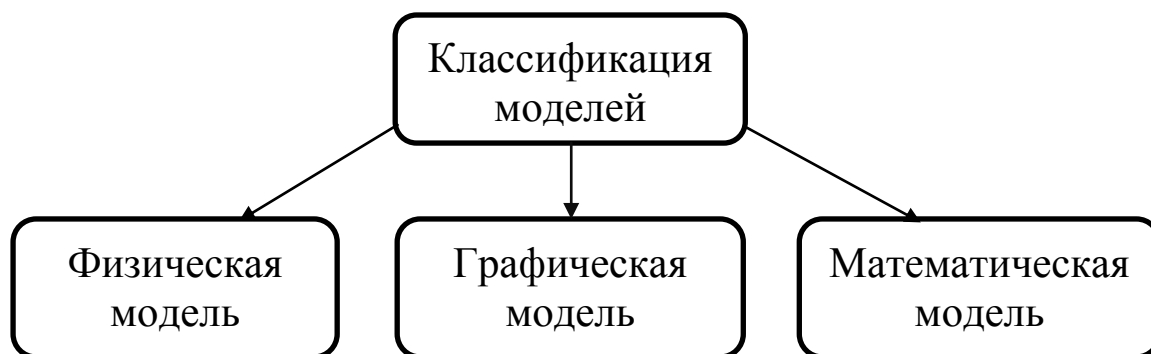 Классификация
моделей
Физическая
модель
Графическая
модель
Математическая
модель